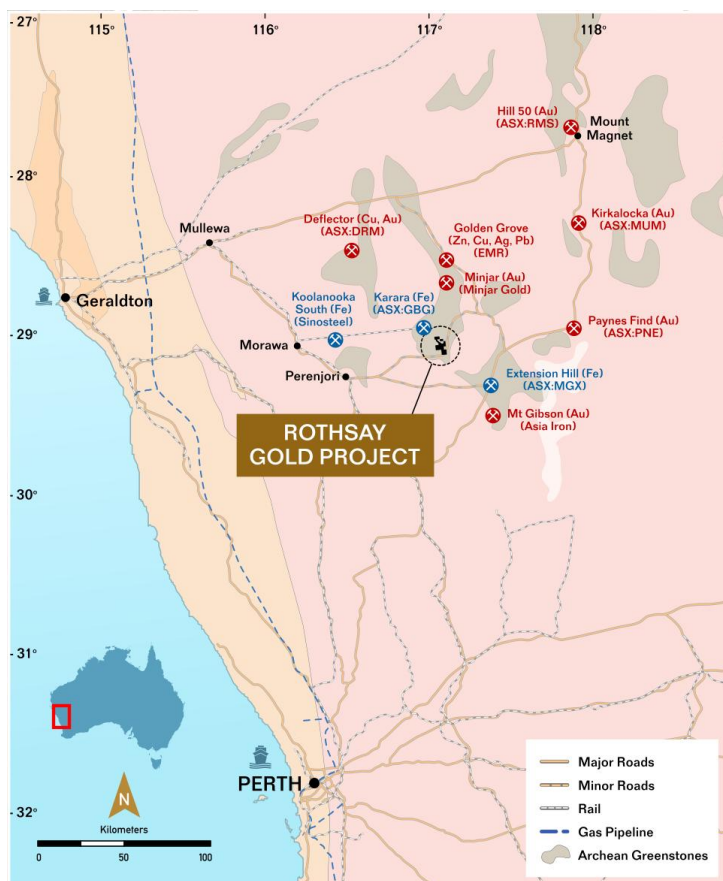 27°
115°
116°
117°
118°
Hill 50 (Au)
(ASX:RMS)
Mount
Magnet
28°
Mullewa
Deflector (Cu, Au)
(ASX:DRM)
Golden Grove
(Zn, Cu, Ag, Pb)
(EMR)
Kirkalocka (Au)
(ASX:MUM)
Minjar (Au)
(Minjar Gold)
Geraldton
Koolanooka
South (Fe)
(Sinosteel)
Karara (Fe)
(ASX:GBG)
Paynes Find (Au)
(ASX:PNE)
29°
Morawa
Perenjori
Extension Hill (Fe)
(ASX:MGX)
Mt Gibson (Au)
(Asia Iron)
ROTHSAY
GOLD PROJECT
30°
31°
PERTH
N
32°
Kilometers
0
50
100
Major Roads
Minor Roads
Rail
Gas Pipeline
Archean Greenstones